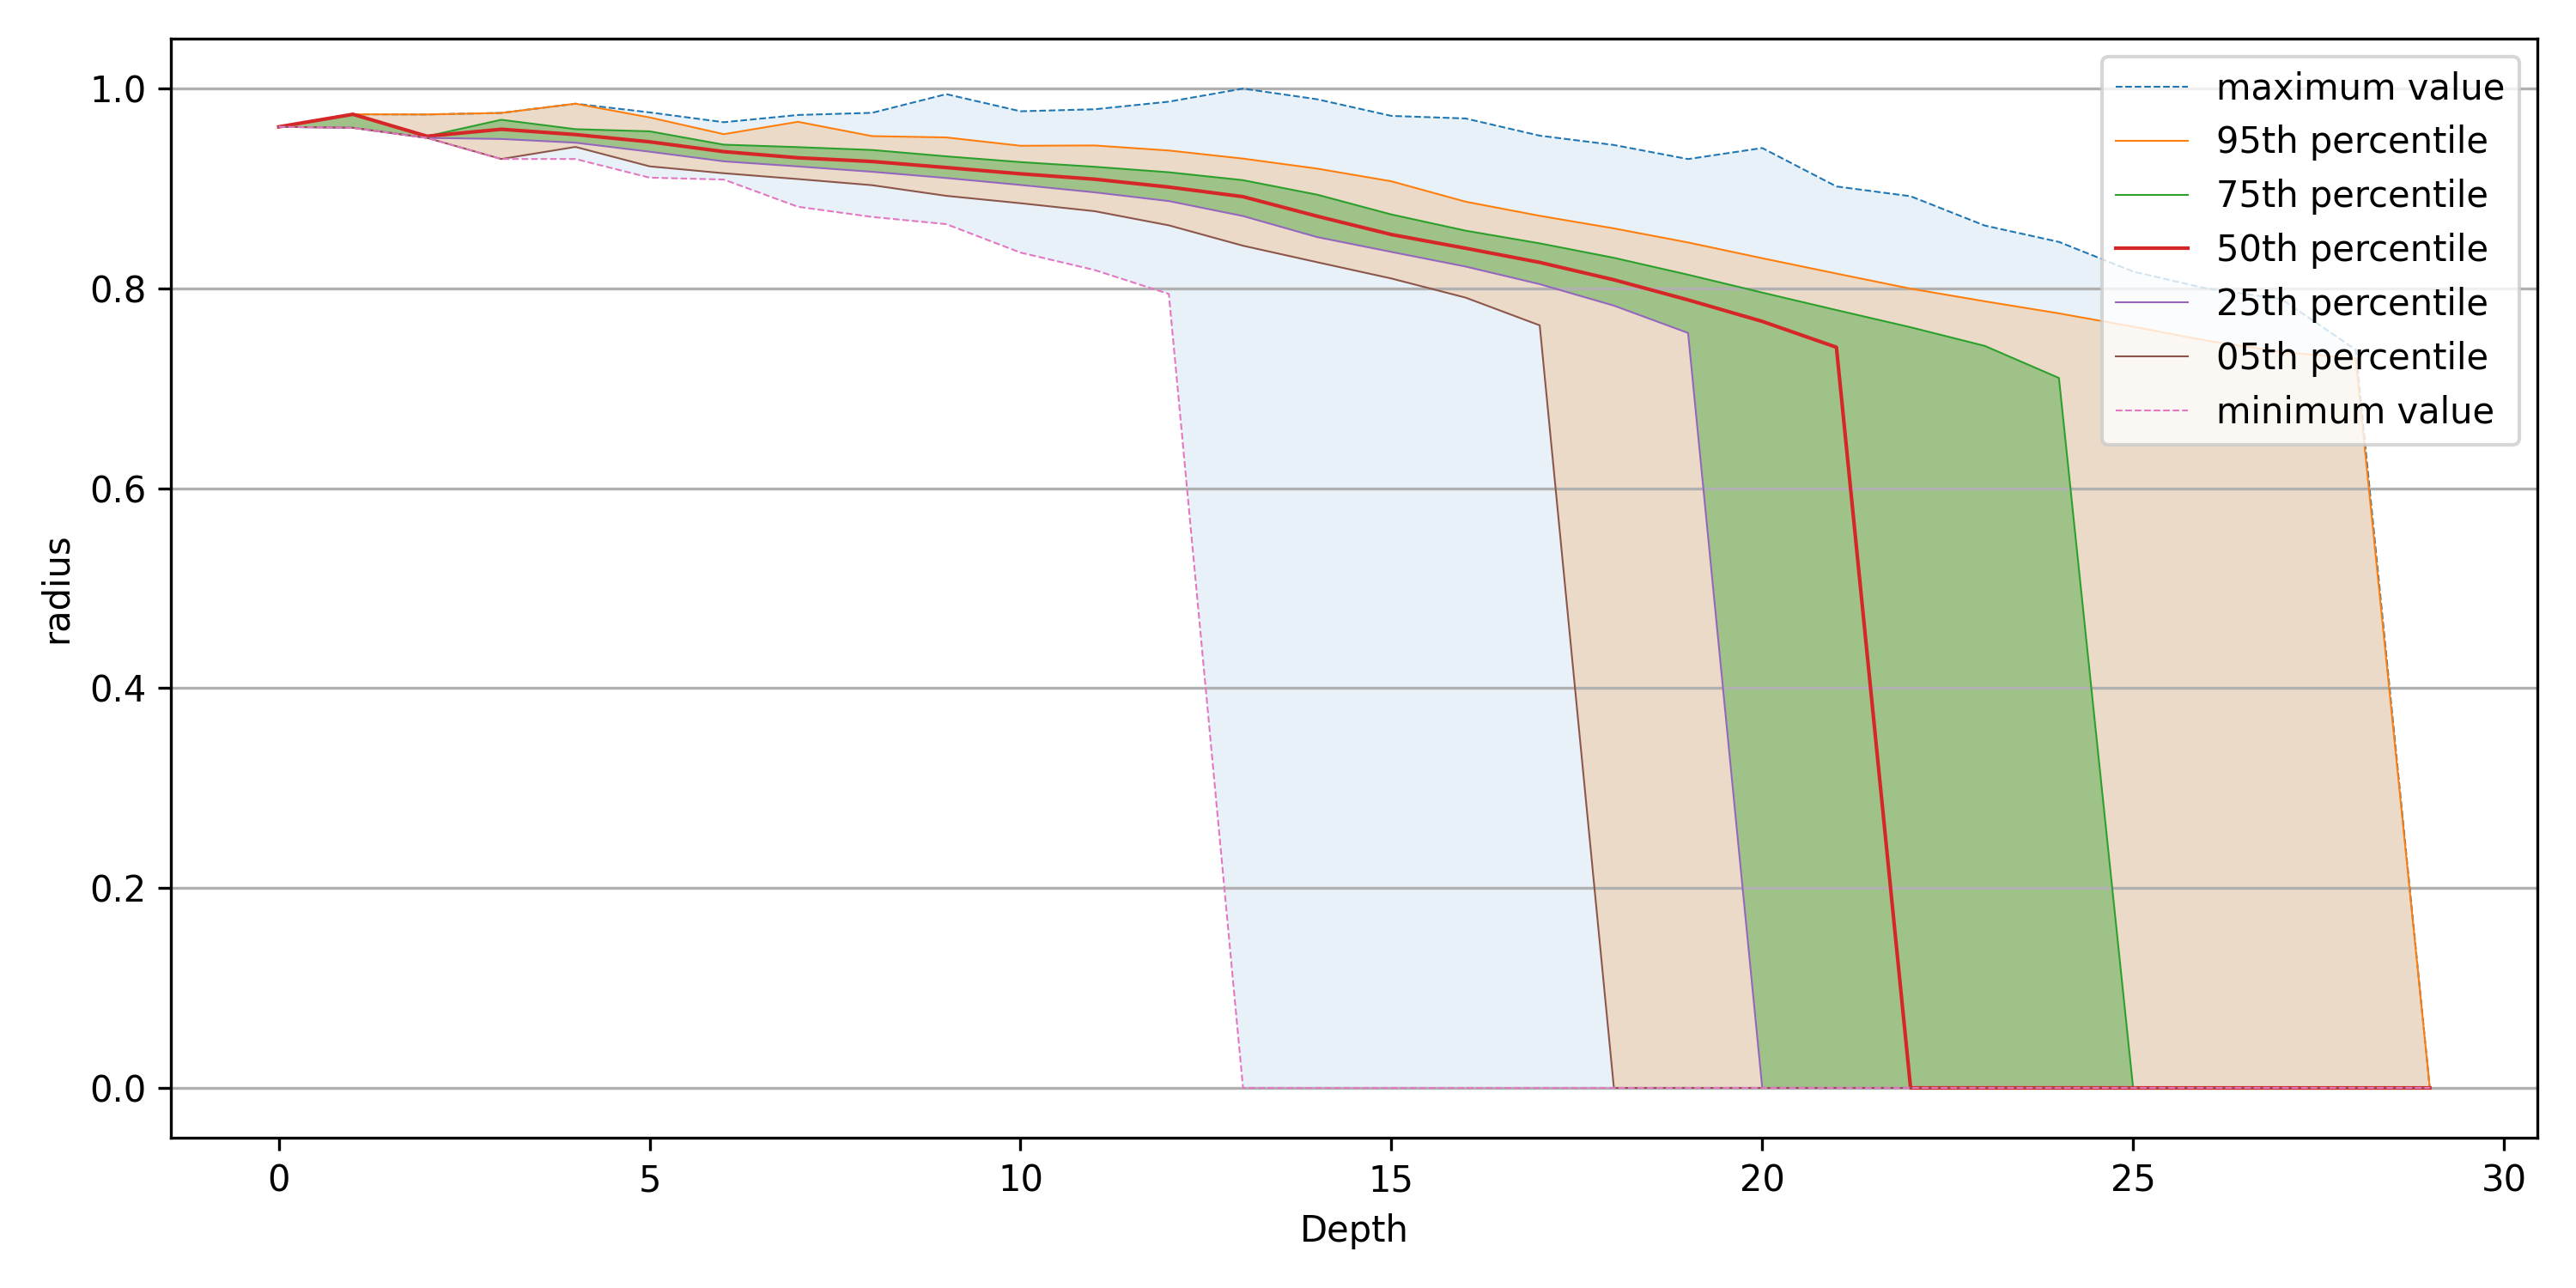 maximum value
95th percentile
75th percentile
50th percentile
25th percentile
05th percentile
minimum value
1.0
0.8
0.6
0.4
0.2
0.0
radius
0 5 10 15 20 25 30
Depth